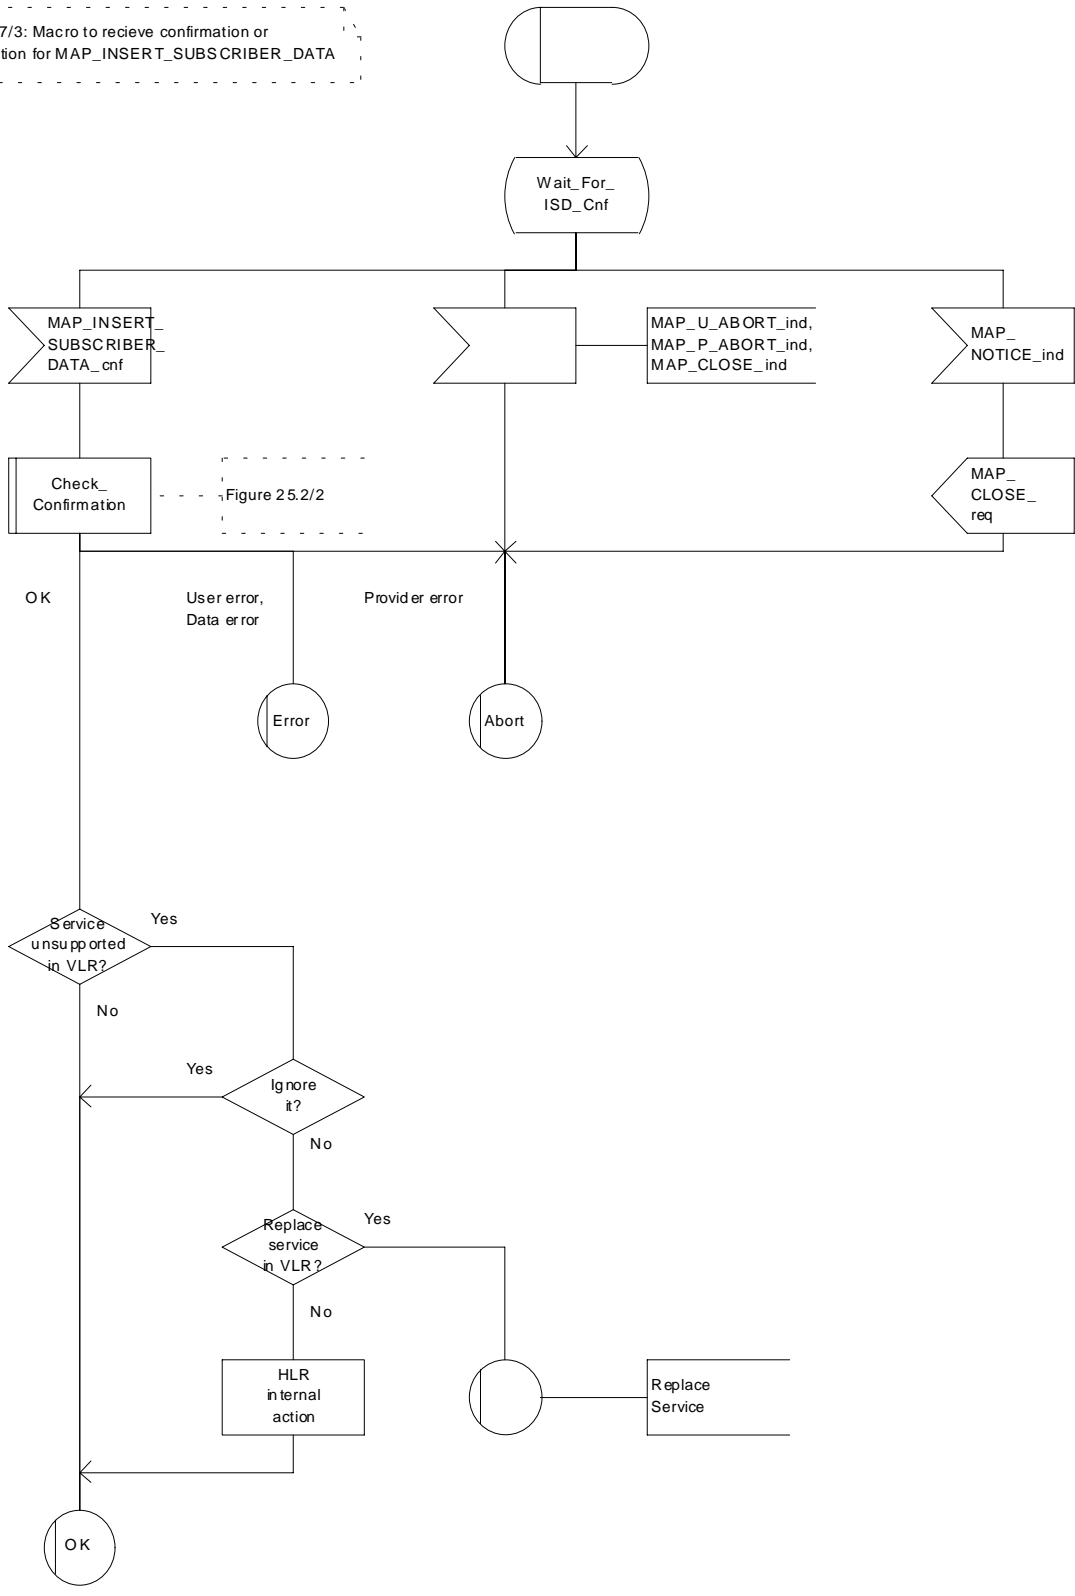 7/3: Macro to recieve confirmation or
tion for MAP_INSERT_SUBSCRIBER_DATA
Wait_For_
ISD_Cnf
MAP_INSERT_
SUBSCRIBER_
DATA_cnf
MAP_U_ABORT_ind,
MAP_P_ABORT_ind,
MAP_CLOSE_ind
MAP_
NOTICE_ind
Check_
Confirmation
Figure 25.2/2
MAP_
CLOSE_
req
OK
User error,
Data error
Provider error
Error
Abort
Service
unsupported
in VLR?
Yes
No
Yes
Ignore
it?
No
Replace
service
in VLR?
Yes
No
HLR
internal
action
Replace
Service
OK